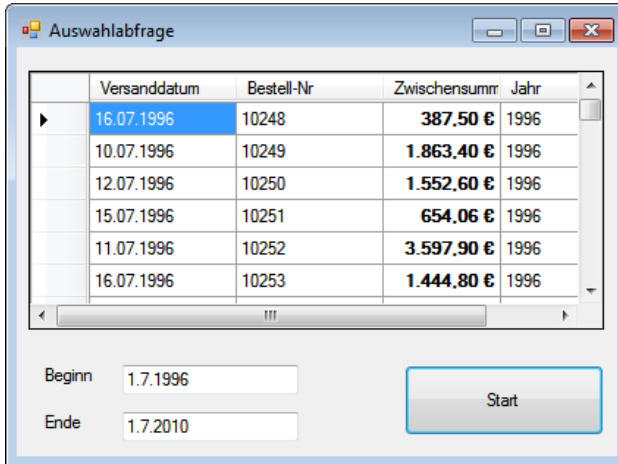 Auswahlabfrage
Versanddatum Bestell-Nr Zwischensumm Jahr
16.07.1996 10248 387,50 € 1996
10.07.1996 10249 1.863,40 € 1996
12.07.1996 10250 1.552,60 € 1996
15.07.1996 10251 654,06 € 1996
11.07.1996 10252 3.597,90 € 1996
16.07.1996 10253 1.444,80 € 1996
Beginn 1.7.1996
Start
Ende 1.7.2010